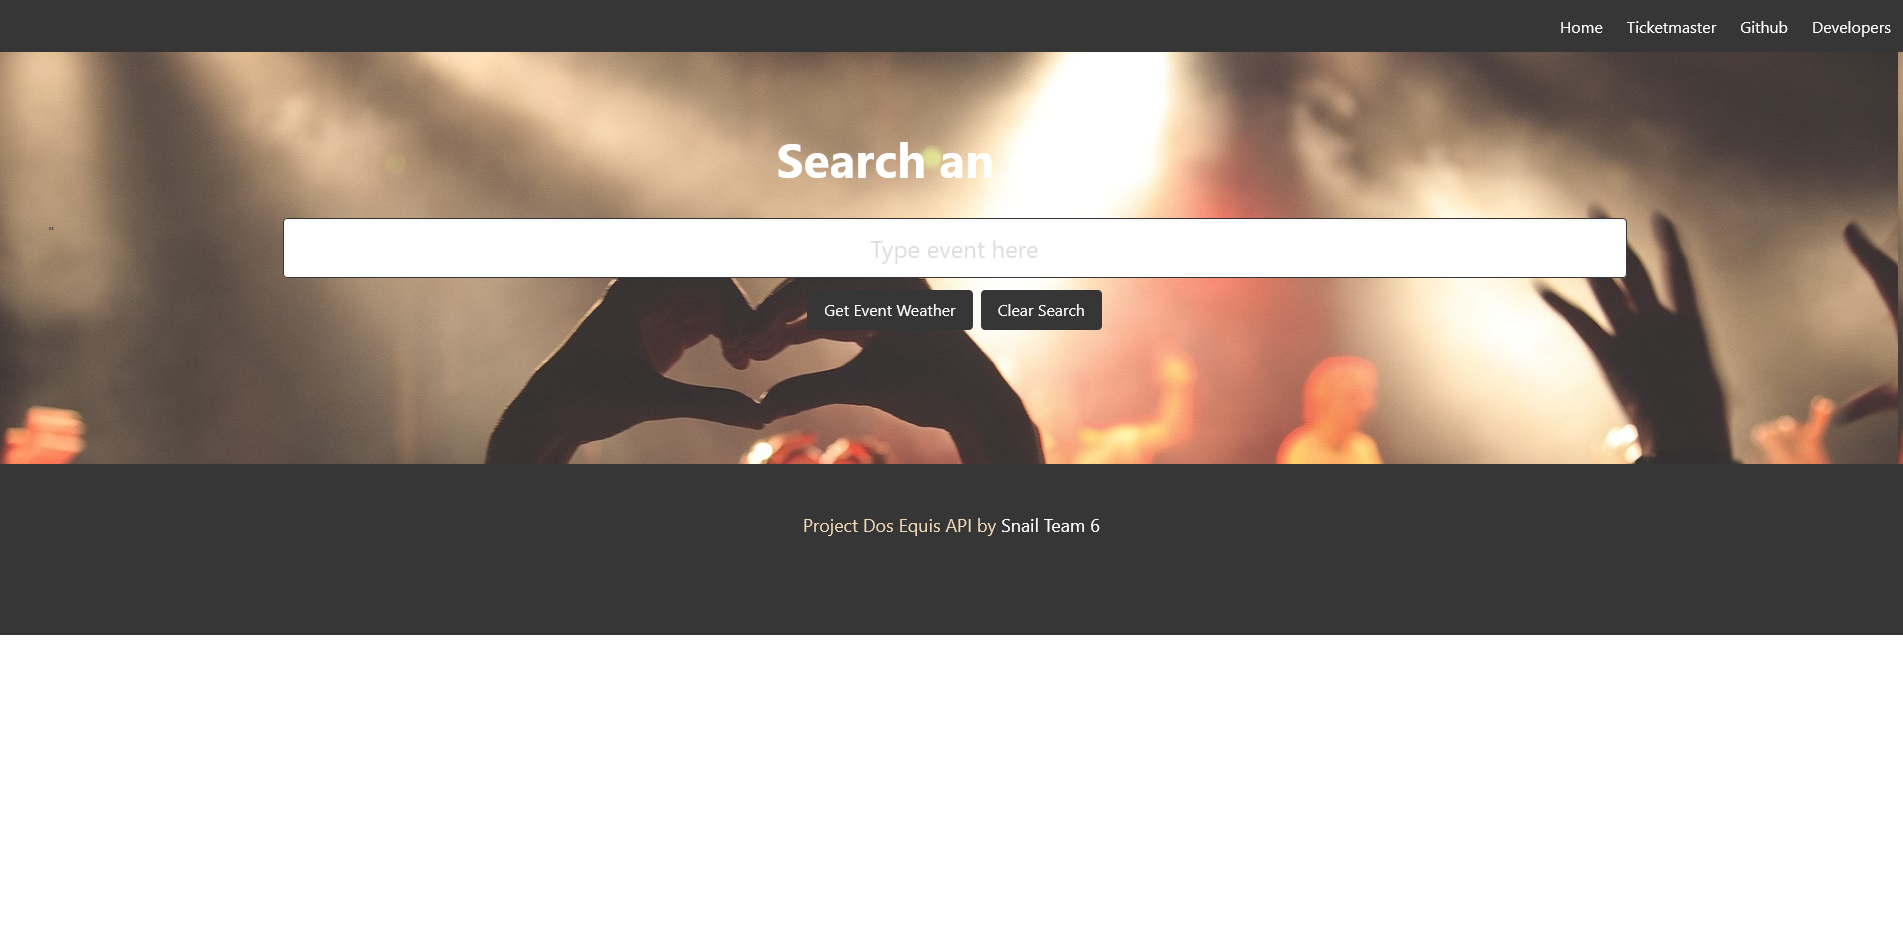 Home Ticketmaster Github Developers
Search an
"
Type event here
Get Event Weather Clear Search
Project Dos Equis API by Snail Team 6